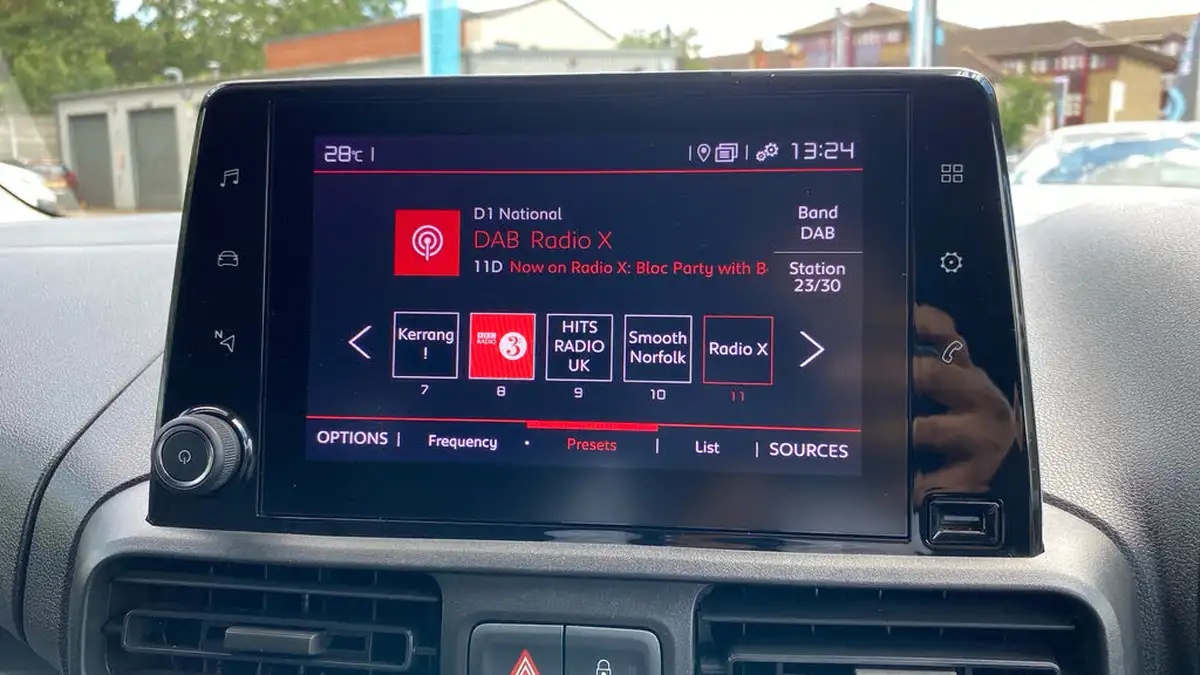 28°C
13:24
D1 National
DAB Radio X
11D Now on Radio X: Bloc Party with B
Band
DAB
Station
23/30
Kerrang
!
BBC
RADIO
3
HITS
RADIO
UK
Smooth
Norfolk
Radio X
7
8
9
10
11
OPTIONS
Frequency
Presets
List
SOURCES
N